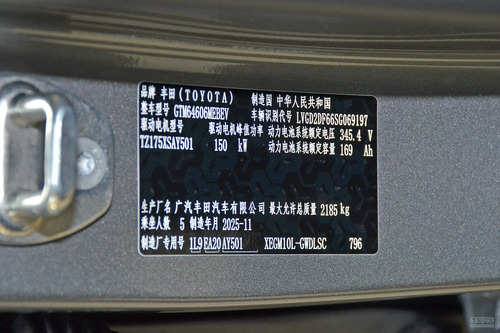 品牌 丰田(TOYOTA) 制造国 中华人民共和国
整车型号 GTM64606MEBEV 车辆识别代号 LVGD2DF66SG069197
驱动电机型号 驱动电机峰值功率 动力电池系统额定电压 345.4 V
TZ175XSAY501 150 kW 动力电池系统额定容量 169 Ah
生产厂名 广汽丰田汽车有限公司 最大允许总质量 2185 kg
乘坐人数 5 制造年月 2025-11
制造厂专用号 1L9EA20AY501 XEGM10L-GWDLSC 796